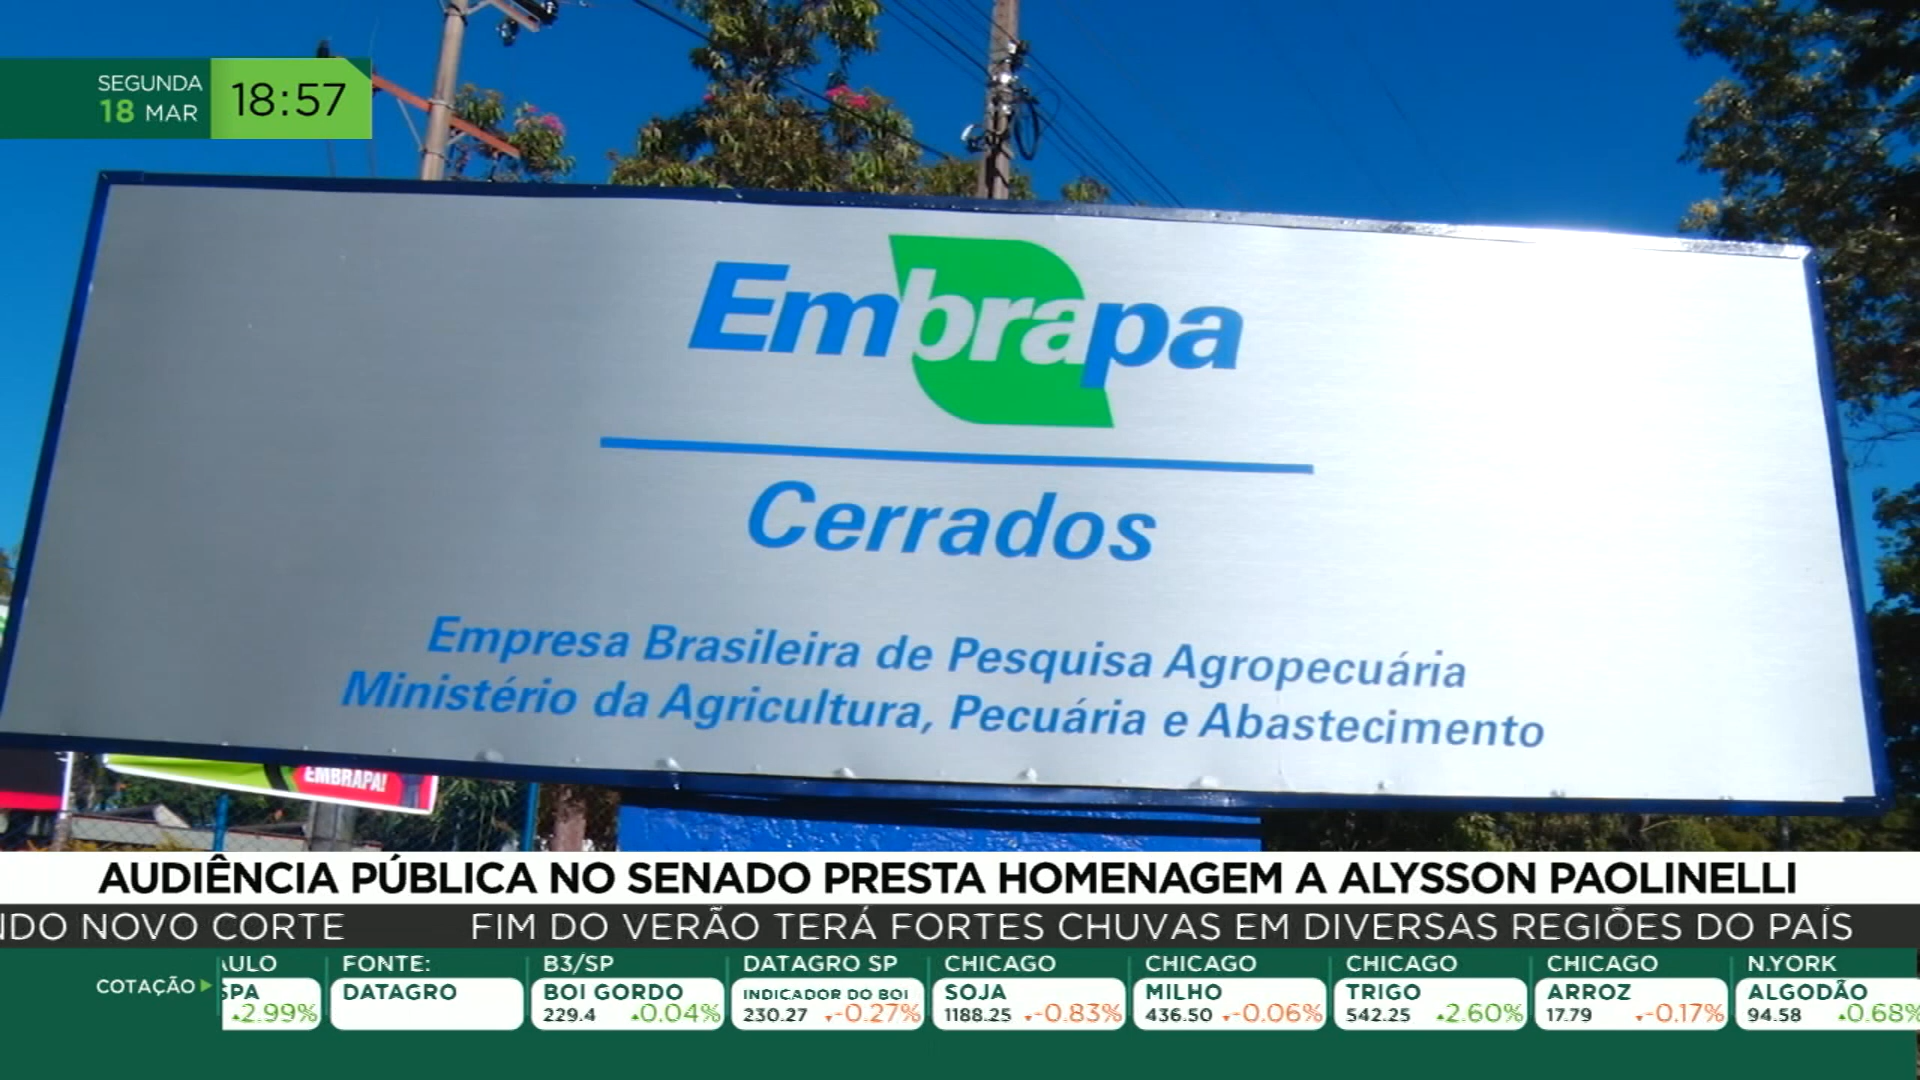 SEGUNDA
18 MAR
18:57
Embrapa
Cerrados
Empresa Brasileira de Pesquisa Agropecuária
Ministério da Agricultura, Pecuária e Abastecimento
EMBRAPA!
AUDIÊNCIA PÚBLICA NO SENADO PRESTA HOMENAGEM A ALYSSON PAOLINELLI
NDO NOVO CORTE FIM DO VERÃO TERÁ FORTES CHUVAS EM DIVERSAS REGIÕES DO PAÍS
COTAÇÃO
AULO
SPA
2.99%
FONTE:
DATAGRO
B3/SP
BOI GORDO
229.4 0.04%
DATAGRO SP
INDICADOR DO BOI
230.27 -0.27%
CHICAGO
SOJA
1188.25 -0.83%
CHICAGO
MILHO
436.50 -0.06%
CHICAGO
TRIGO
542.25 2.60%
CHICAGO
ARROZ
17.79 -0.17%
N.YORK
ALGODÃO
94.58 0.68%